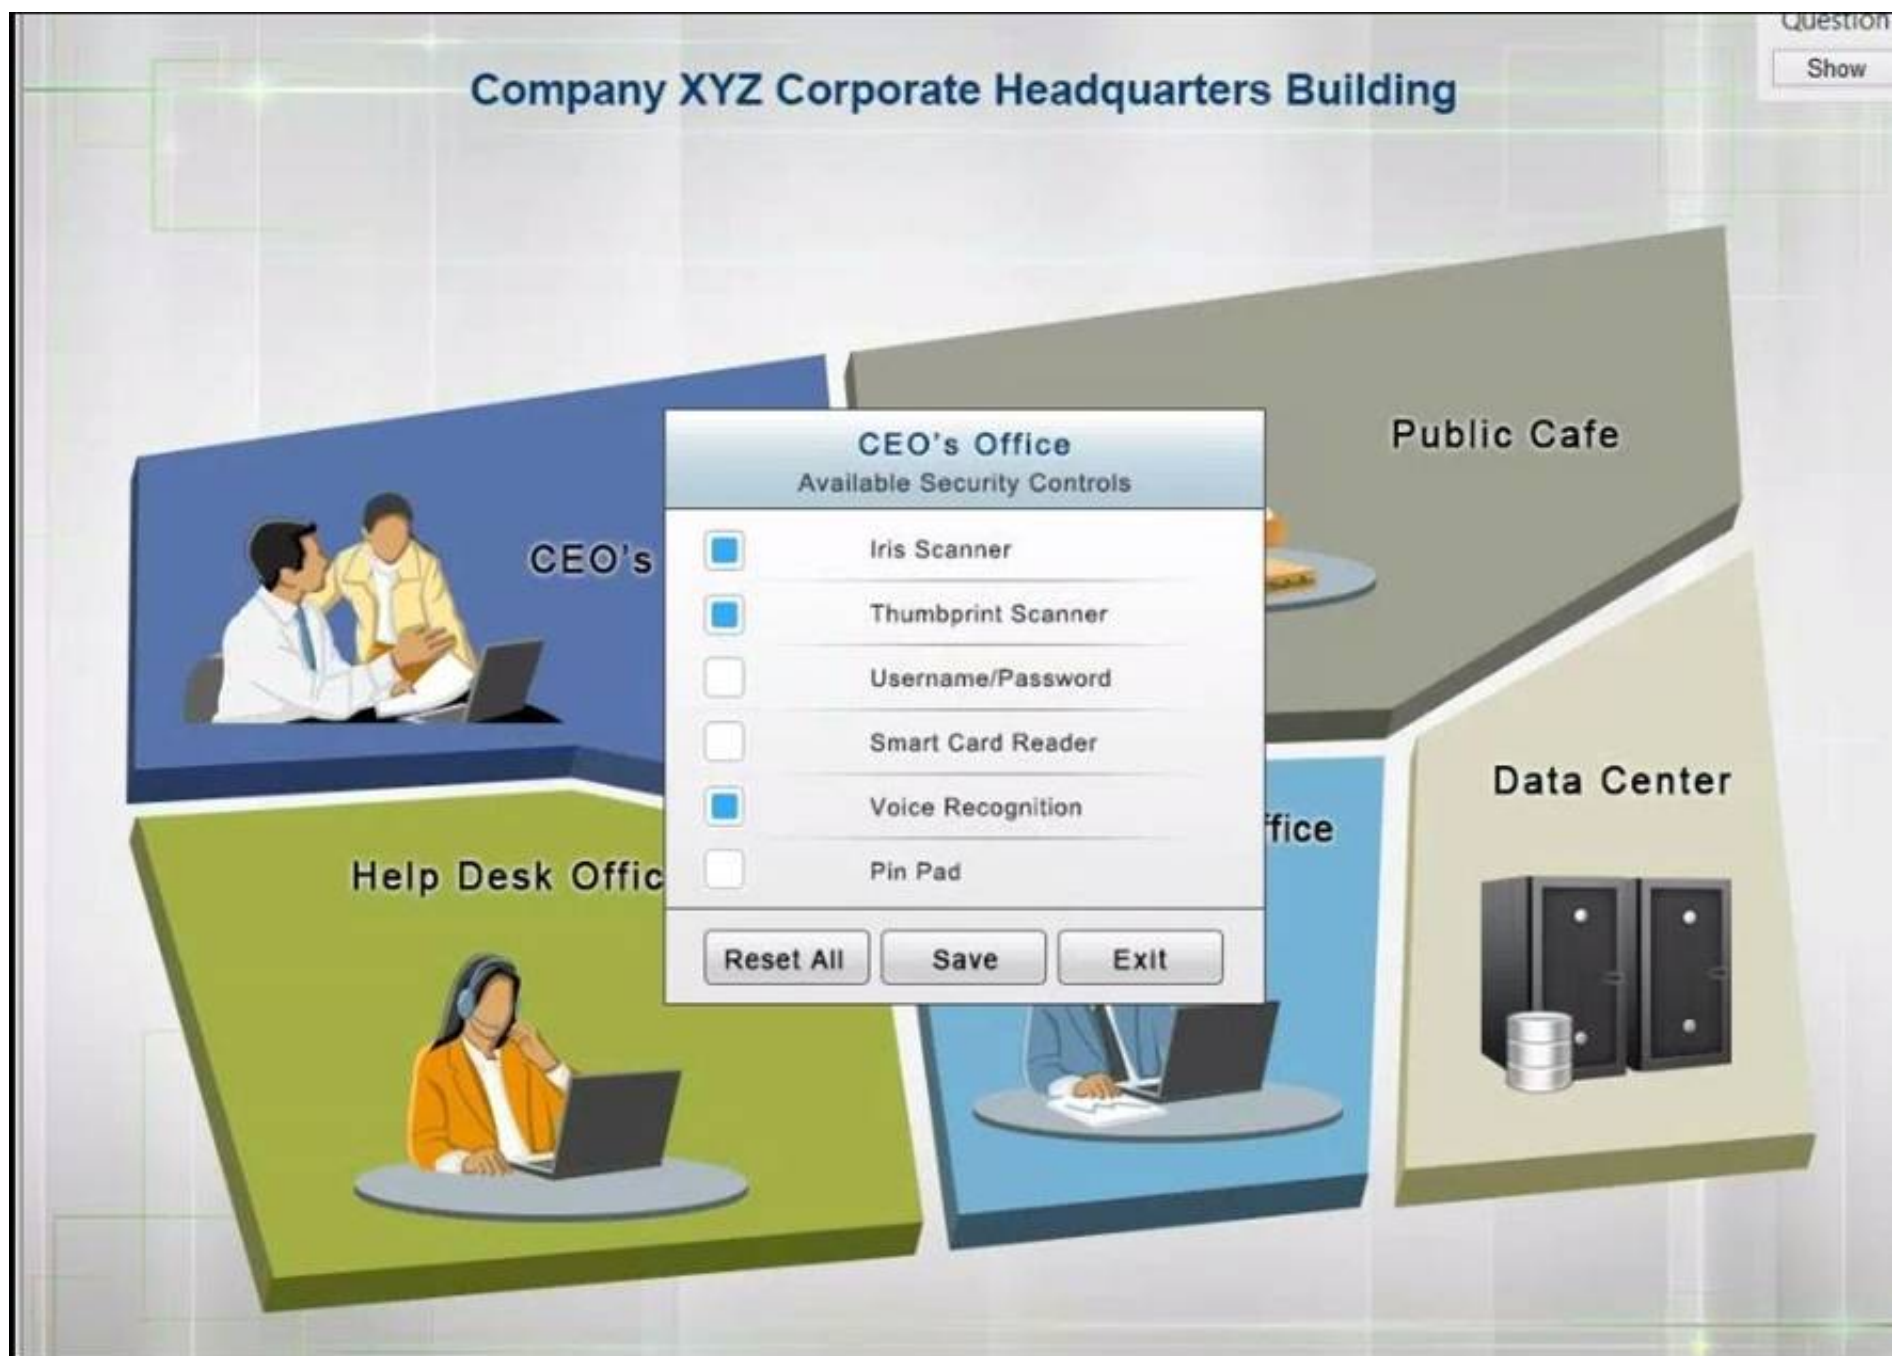 Question
Show
Company XYZ Corporate Headquarters Building
Public Cafe
CEO's
CEO's Office
Available Security Controls
Iris Scanner
Thumbprint Scanner
Username/Password
Smart Card Reader
Voice Recognition
Pin Pad
Reset All
Save
Exit
Data Center
ffice
Help Desk Offic